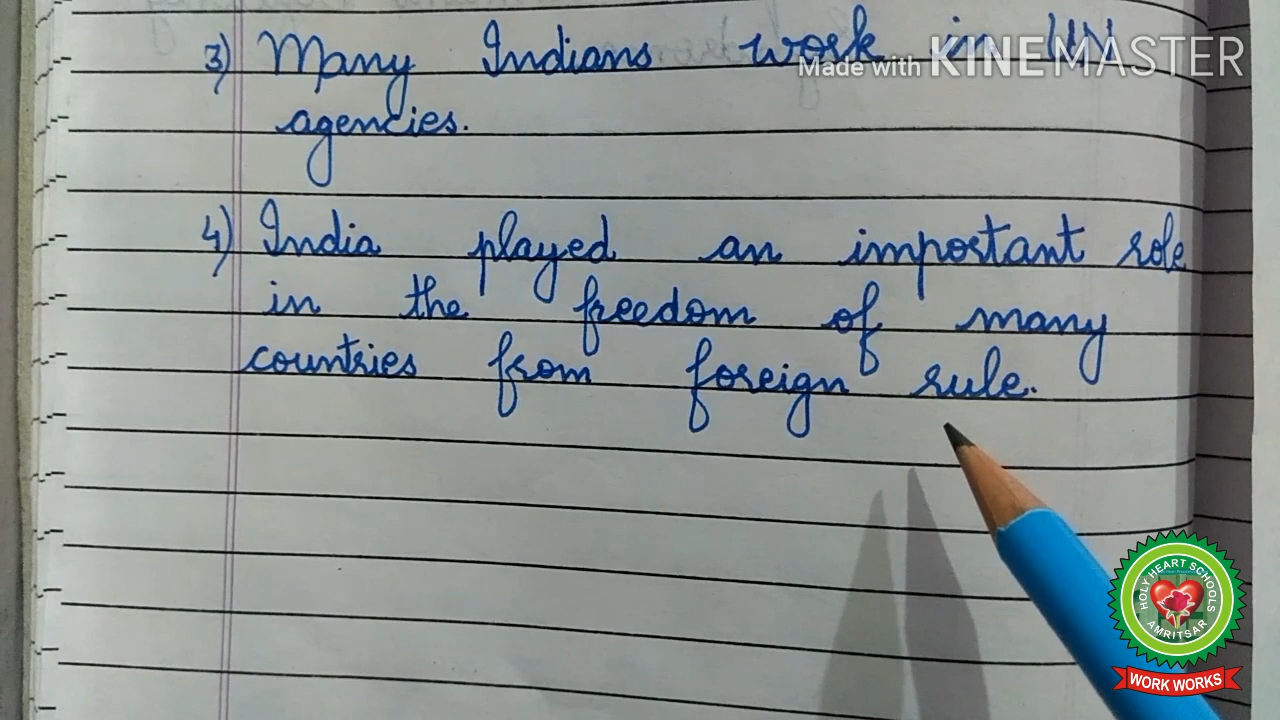 3) Many Indians work in UN
Made with KINEMASTER
agencies.
4) India played an important role
in the freedom of many
countries from foreign rule.
HOLY HEART SCHOOLS
AMRITSAR
WORK WORKS